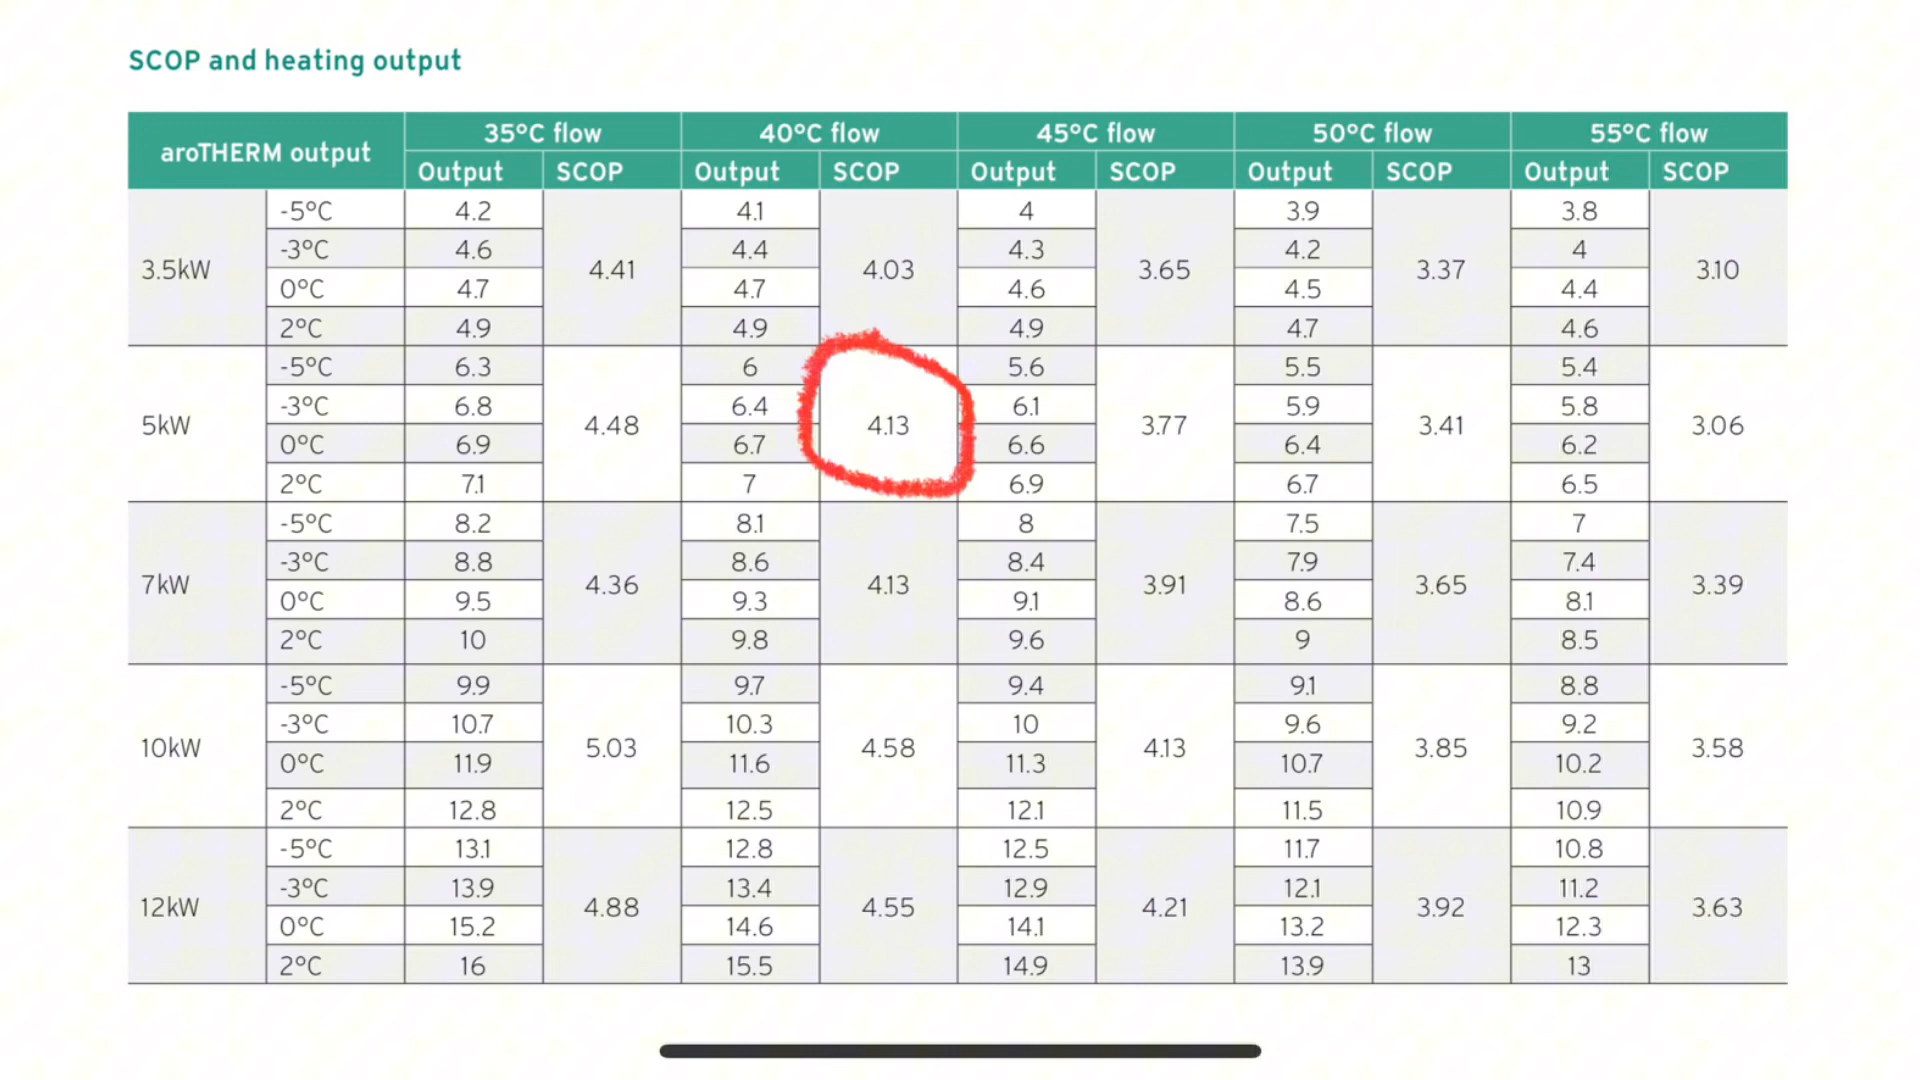 SCOP and heating output
aroTHERM output 35°C flow 40°C flow 45°C flow 50°C flow 55°C flow
Output SCOP Output SCOP Output SCOP Output SCOP Output SCOP
3.5kW -5°C 4.2 4.41 4.1 4.03 4 3.65 3.9 3.37 3.8 3.10
-3°C 4.6 4.4 4.3 4.2 4
0°C 4.7 4.7 4.6 4.5 4.4
2°C 4.9 4.9 4.9 4.7 4.6
5kW -5°C 6.3 4.48 6 4.13 5.6 3.77 5.5 3.41 5.4 3.06
-3°C 6.8 6.4 6.1 5.9 5.8
0°C 6.9 6.7 6.6 6.4 6.2
2°C 7.1 7 6.9 6.7 6.5
7kW -5°C 8.2 4.36 8.1 4.13 8 3.91 7.5 3.65 7 3.39
-3°C 8.8 8.6 8.4 7.9 7.4
0°C 9.5 9.3 9.1 8.6 8.1
2°C 10 9.8 9.6 9 8.5
10kW -5°C 9.9 5.03 9.7 4.58 9.4 4.13 9.1 3.85 8.8 3.58
-3°C 10.7 10.3 10 9.6 9.2
0°C 11.9 11.6 11.3 10.7 10.2
2°C 12.8 12.5 12.1 11.5 10.9
12kW -5°C 13.1 4.88 12.8 4.55 12.5 4.21 11.7 3.92 10.8 3.63
-3°C 13.9 13.4 12.9 12.1 11.2
0°C 15.2 14.6 14.1 13.2 12.3
2°C 16 15.5 14.9 13.9 13